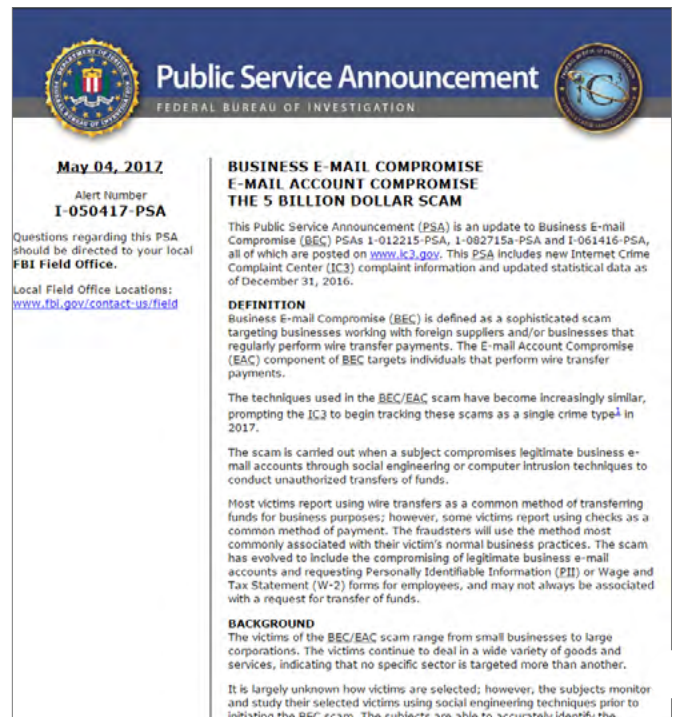 Public Service Announcement
FEDERAL BUREAU OF INVESTIGATION
May 04, 2017
Alert Number
I-050417-PSA
Questions regarding this PSA
should be directed to your local
FBI Field Office.
Local Field Office Locations:
www.fbi.gov/contact-us/field
BUSINESS E-MAIL COMPROMISE
E-MAIL ACCOUNT COMPROMISE
THE 5 BILLION DOLLAR SCAM
This Public Service Announcement (PSA) is an update to Business E-mail
Compromise (BEC) PSAs 1-012215-PSA, 1-082715a-PSA and I-061416-PSA,
all of which are posted on www.ic3.gov. This PSA includes new Internet Crime
Complaint Center (IC3) complaint information and updated statistical data as
of December 31, 2016.
DEFINITION
Business E-mail Compromise (BEC) is defined as a sophisticated scam
targeting businesses working with foreign suppliers and/or businesses that
regularly perform wire transfer payments. The E-mail Account Compromise
(EAC) component of BEC targets individuals that perform wire transfer
payments.
The techniques used in the BEC/EAC scam have become increasingly similar,
prompting the IC3 to begin tracking these scams as a single crime type1 in
2017.
The scam is carried out when a subject compromises legitimate business e-
mail accounts through social engineering or computer intrusion techniques to
conduct unauthorized transfers of funds.
Most victims report using wire transfers as a common method of transferring
funds for business purposes; however, some victims report using checks as a
common method of payment. The fraudsters will use the method most
commonly associated with their victim's normal business practices. The scam
has evolved to include the compromising of legitimate business e-mail
accounts and requesting Personally Identifiable Information (PII) or Wage and
Tax Statement (W-2) forms for employees, and may not always be associated
with a request for transfer of funds.
BACKGROUND
The victims of the BEC/EAC scam range from small businesses to large
corporations. The victims continue to deal in a wide variety of goods and
services, indicating that no specific sector is targeted more than another.
It is largely unknown how victims are selected; however, the subjects monitor
and study their selected victims using social engineering techniques prior to
initiating the BEC scam. The subjects are able to accurately identify the